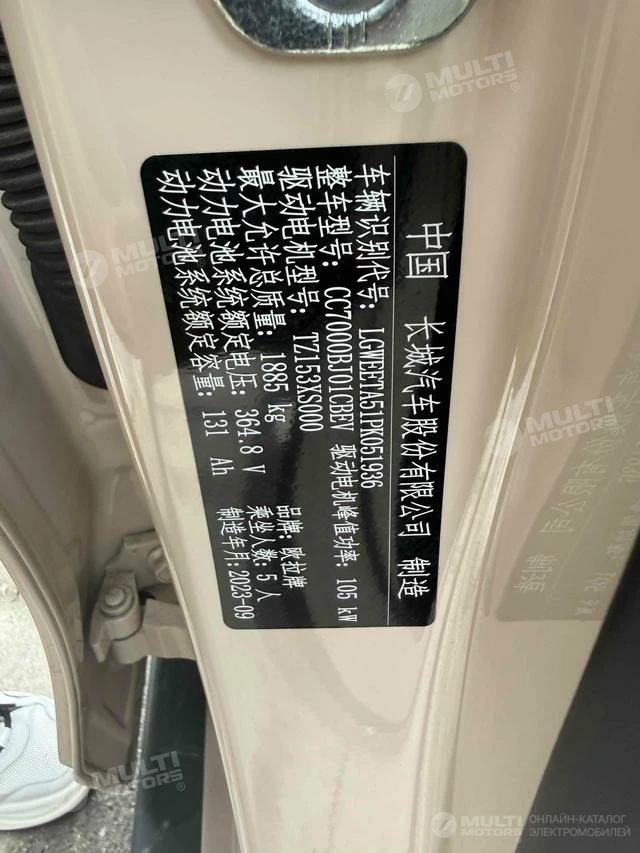 中国 长城汽车股份有限公司 制造
车辆识别代号: LGWEETA51PK051936
整车型号: CC7000BJ01CBEV 驱动电机峰值功率: 105 kW
驱动电机型号: TZ153XS000
最大允许总质量: 1885 kg 品牌: 欧拉牌
动力电池系统额定电压: 364.8 V 乘坐人数: 5 人
动力电池系统额定容量: 131 Ah 制造年月: 2023-09
MULTI MOTORS®
MULTI MOTORS®
MULTI MOTORS®
MULTI MOTORS®
MULTI MOTORS® ОНЛАЙН-КАТАЛОГ ЭЛЕКТРОМОБИЛЕЙ